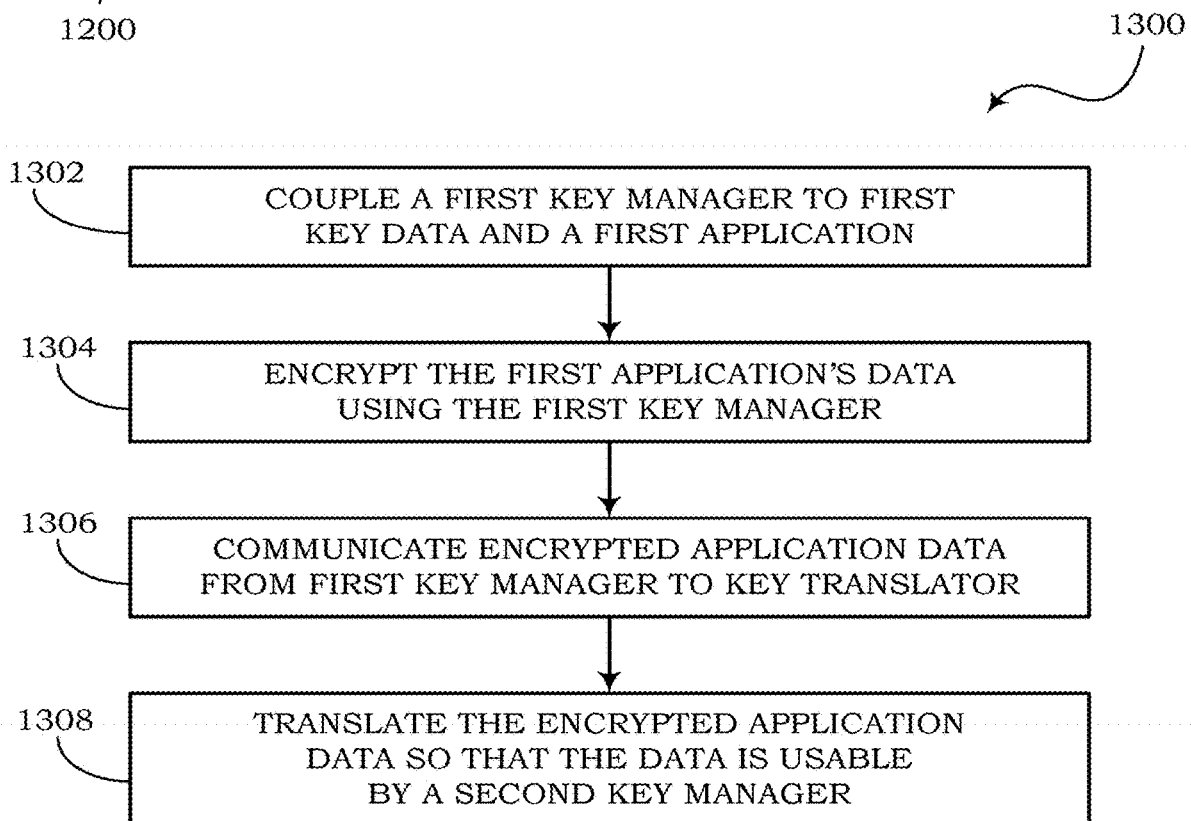 1200
1300
1302
COUPLE A FIRST KEY MANAGER TO FIRST
KEY DATA AND A FIRST APPLICATION
1304
ENCRYPT THE FIRST APPLICATION'S DATA
USING THE FIRST KEY MANAGER
1306
COMMUNICATE ENCRYPTED APPLICATION DATA
FROM FIRST KEY MANAGER TO KEY TRANSLATOR
1308
TRANSLATE THE ENCRYPTED APPLICATION
DATA SO THAT THE DATA IS USABLE
BY A SECOND KEY MANAGER